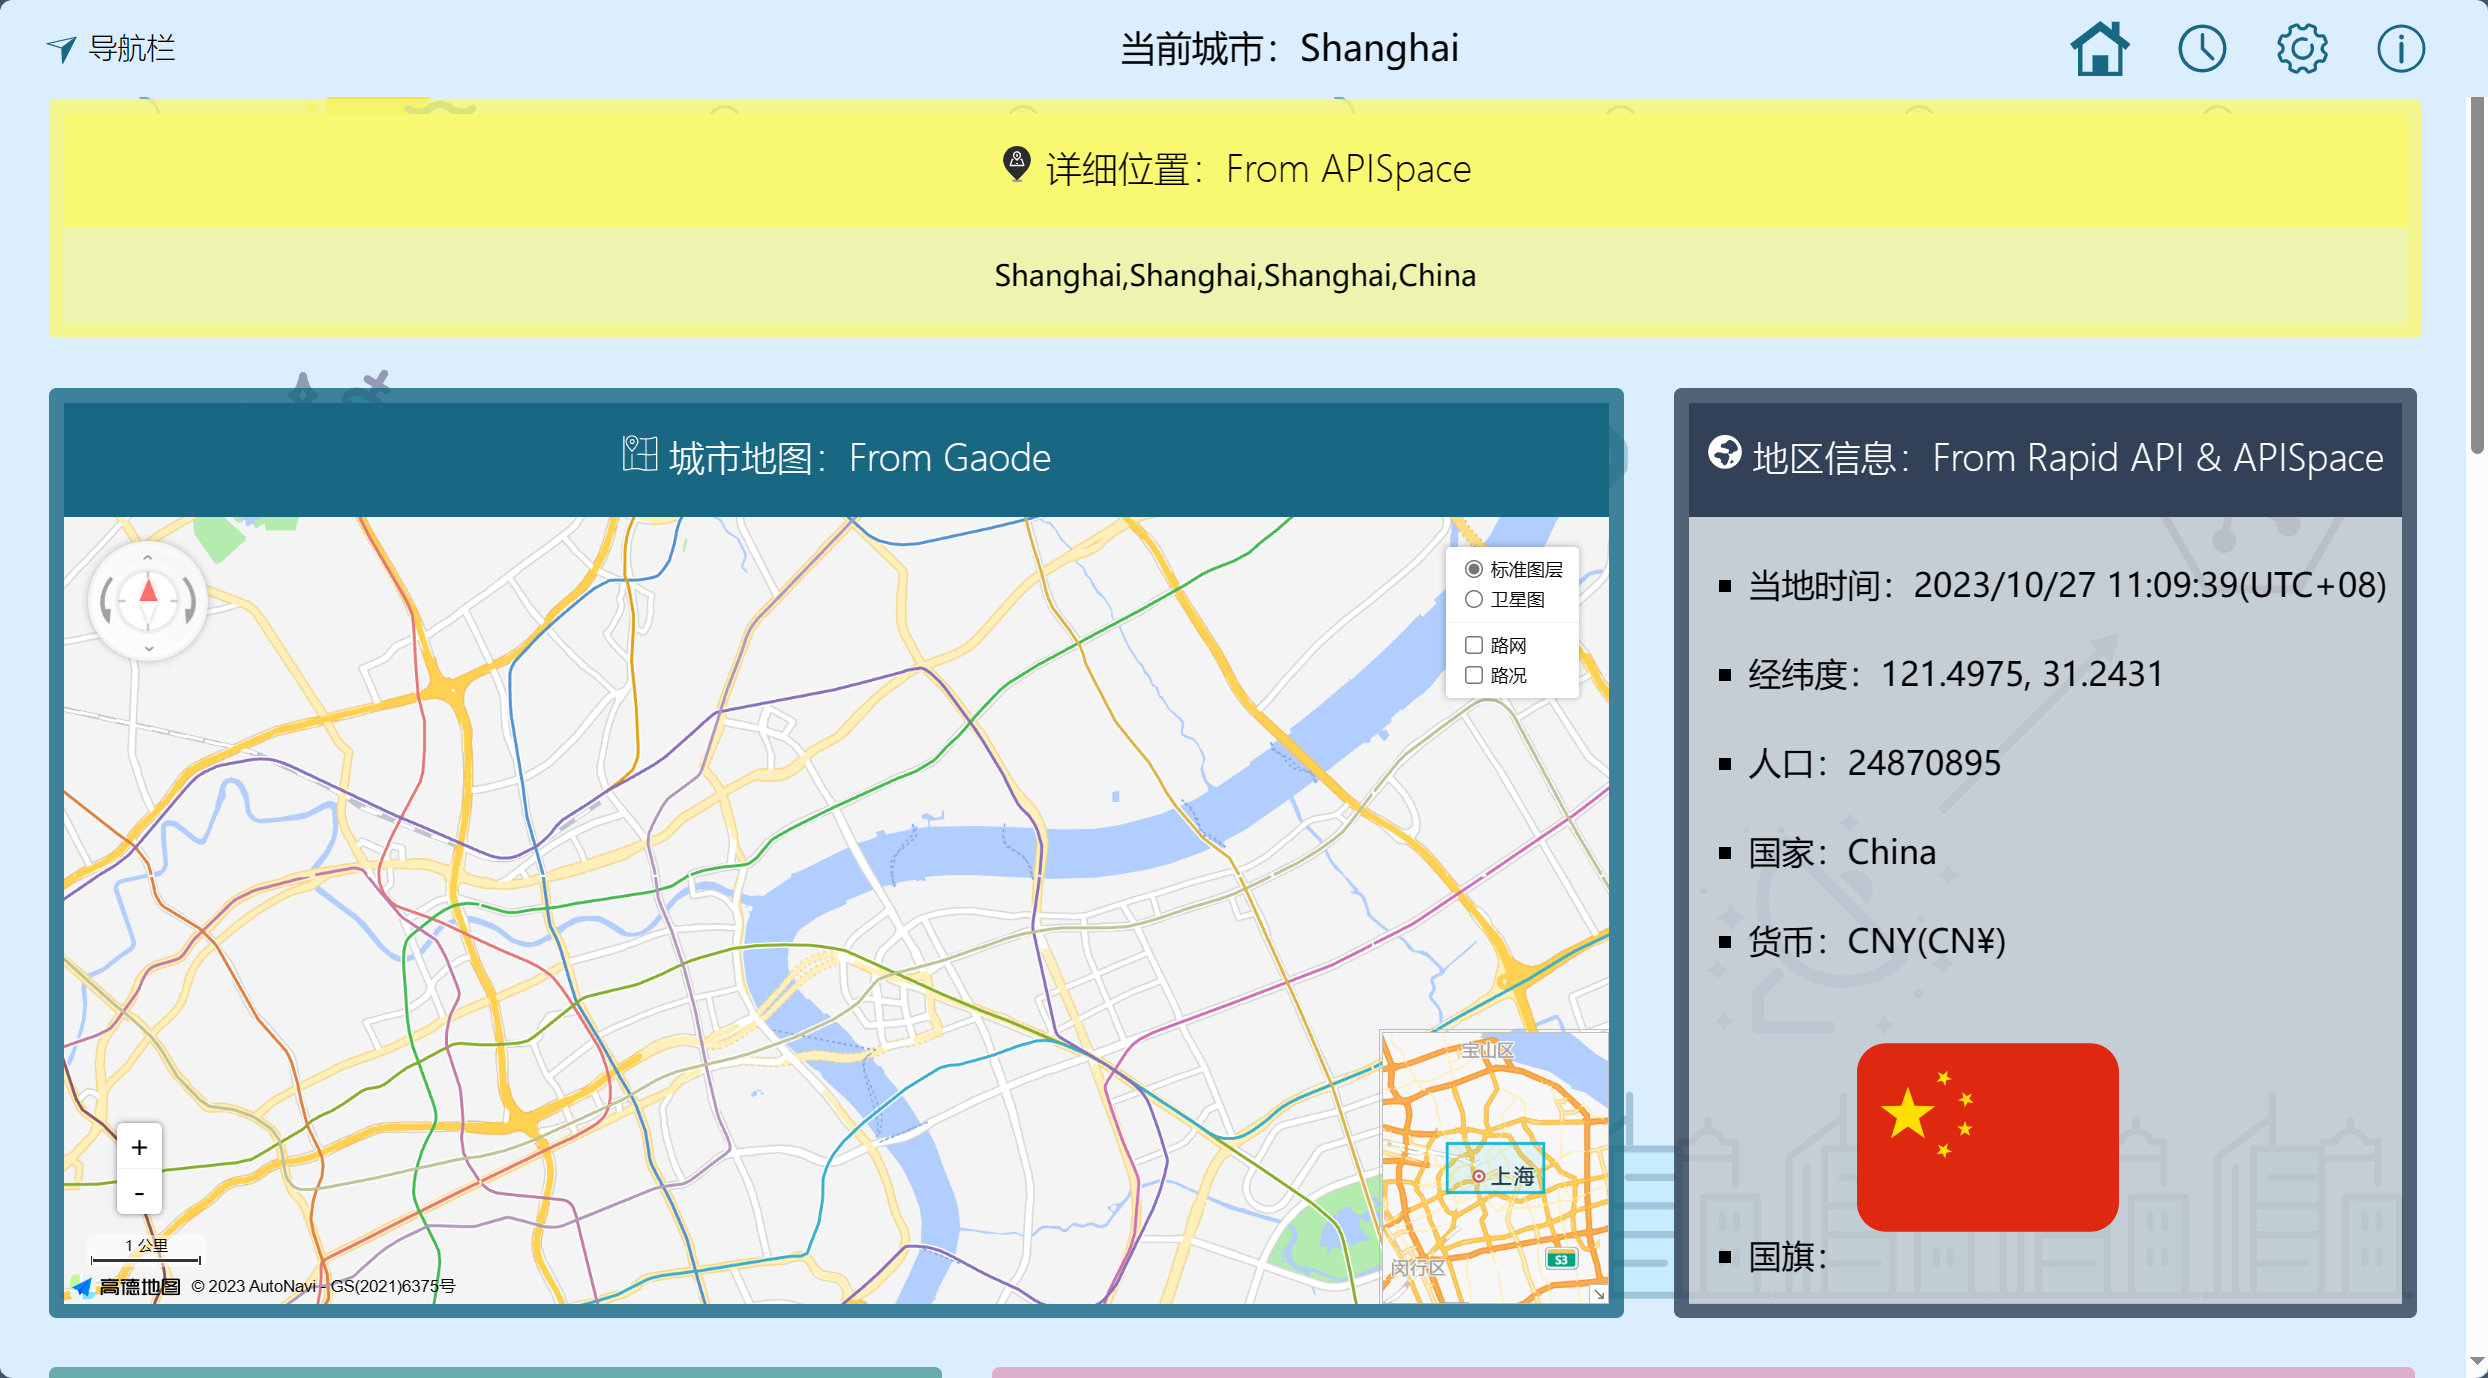 导航栏
当前城市：Shanghai
详细位置：From APISpace
Shanghai,Shanghai,Shanghai,China
城市地图：From Gaode
标准图层
卫星图
路网
路况
+
-
1 公里
高德地图 © 2023 AutoNavi - GS(2021)6375号
宝山区
上海
闵行区
S3
地区信息：From Rapid API & APISpace
当地时间：2023/10/27 11:09:39(UTC+08)
经纬度：121.4975, 31.2431
人口：24870895
国家：China
货币：CNY(CN¥)
国旗：